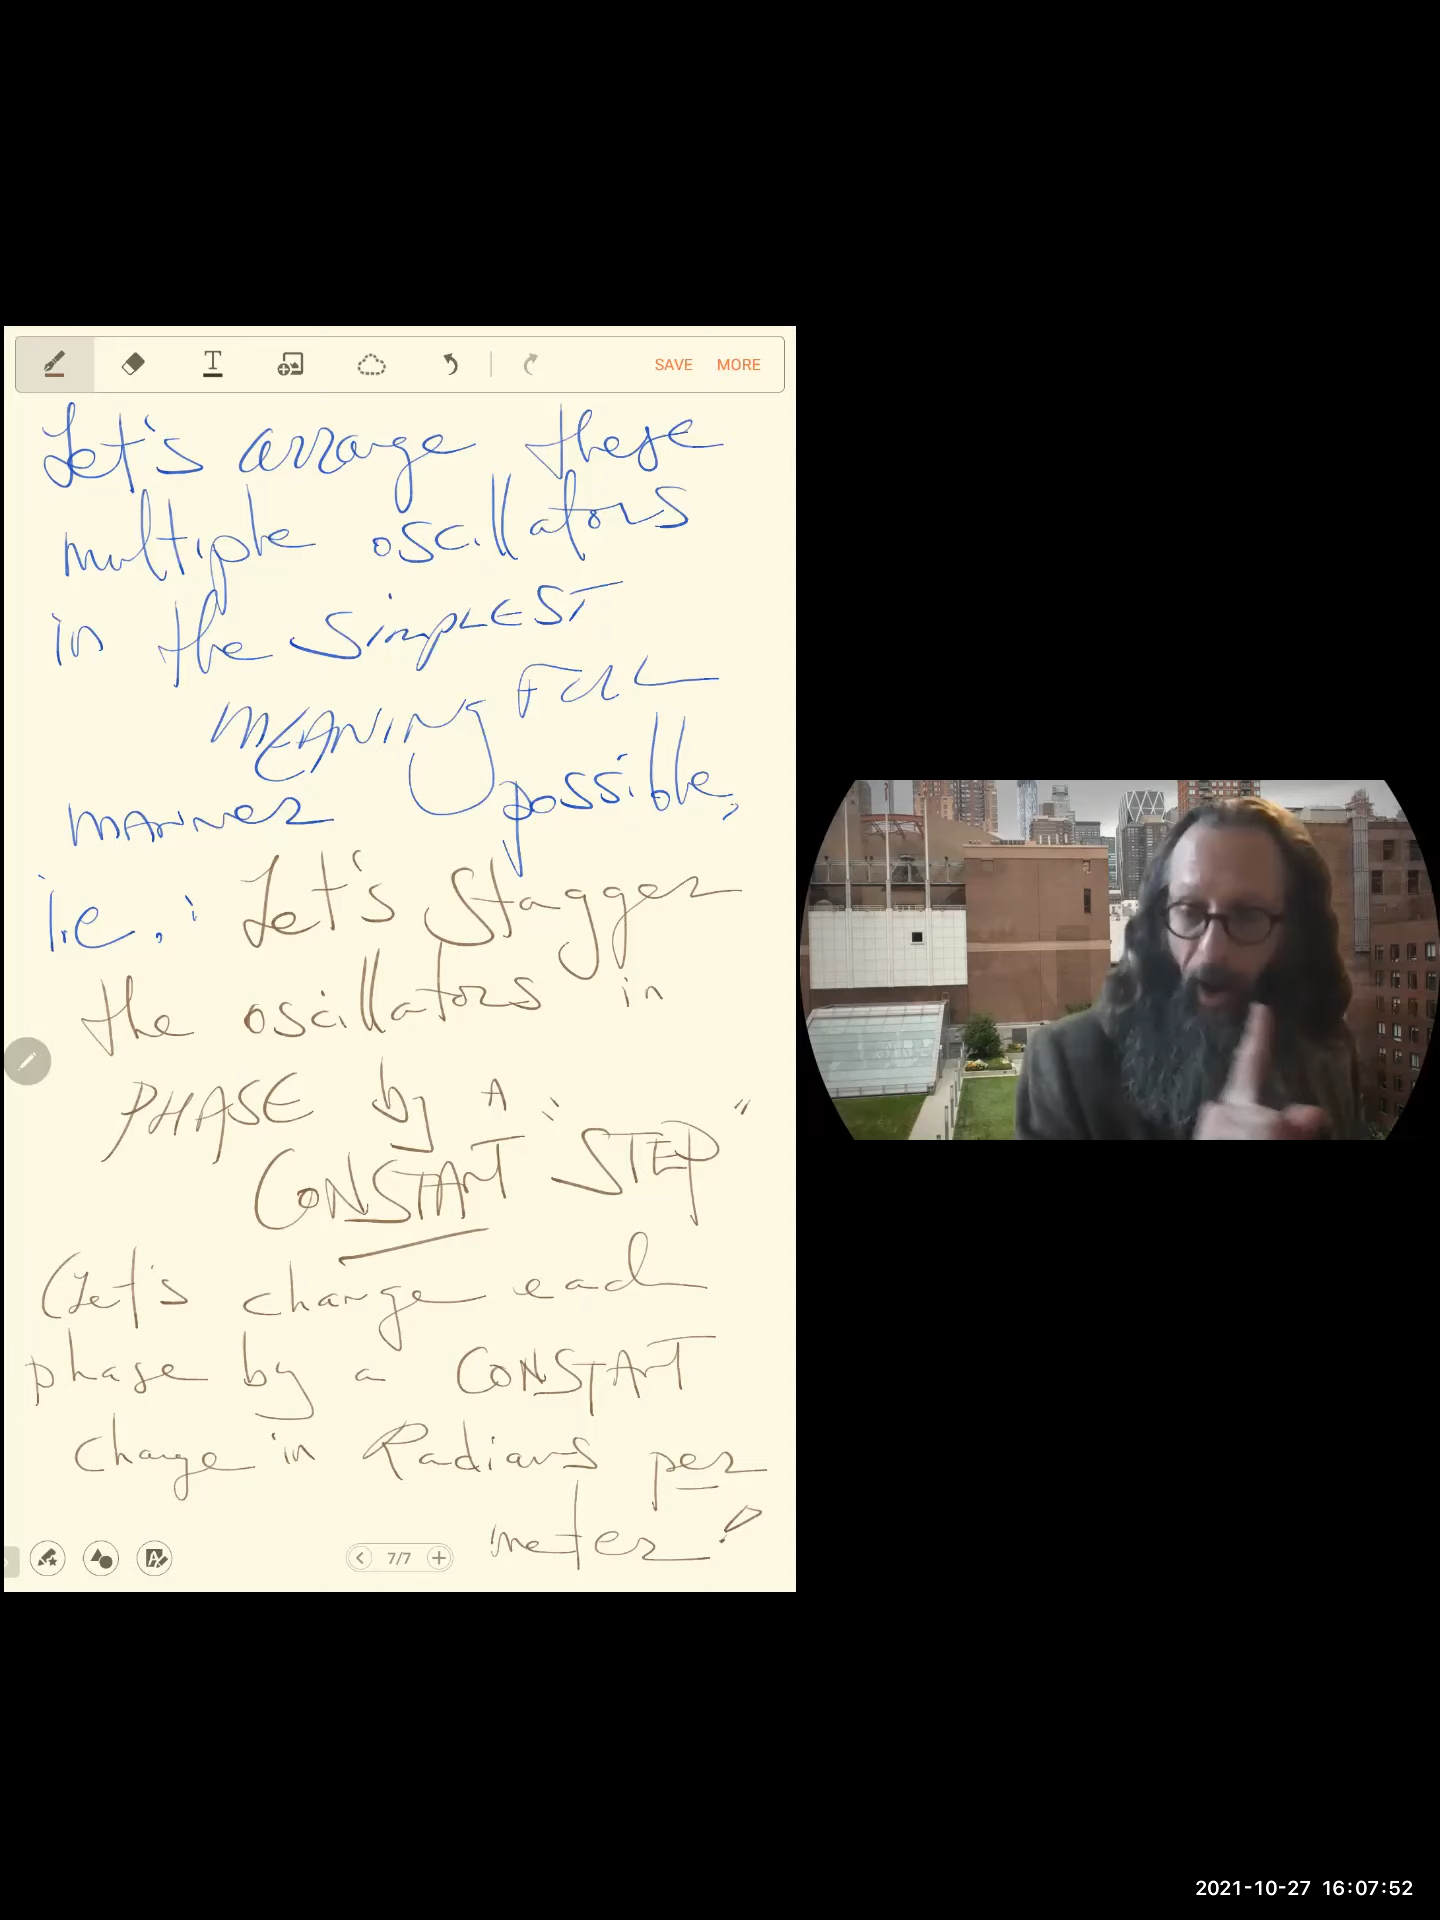 T
SAVE MORE
Let's arrange these
multiple oscillators
in the SimpLEST
MEANINGFUL
MANNER possible,
i.e.: Let's Stagger
the oscillators in
PHASE by A
CONSTANT "STEP"
(Let's change each
phase by a CONSTANT
change in Radians per
meter!
7/7
2021-10-27 16:07:52